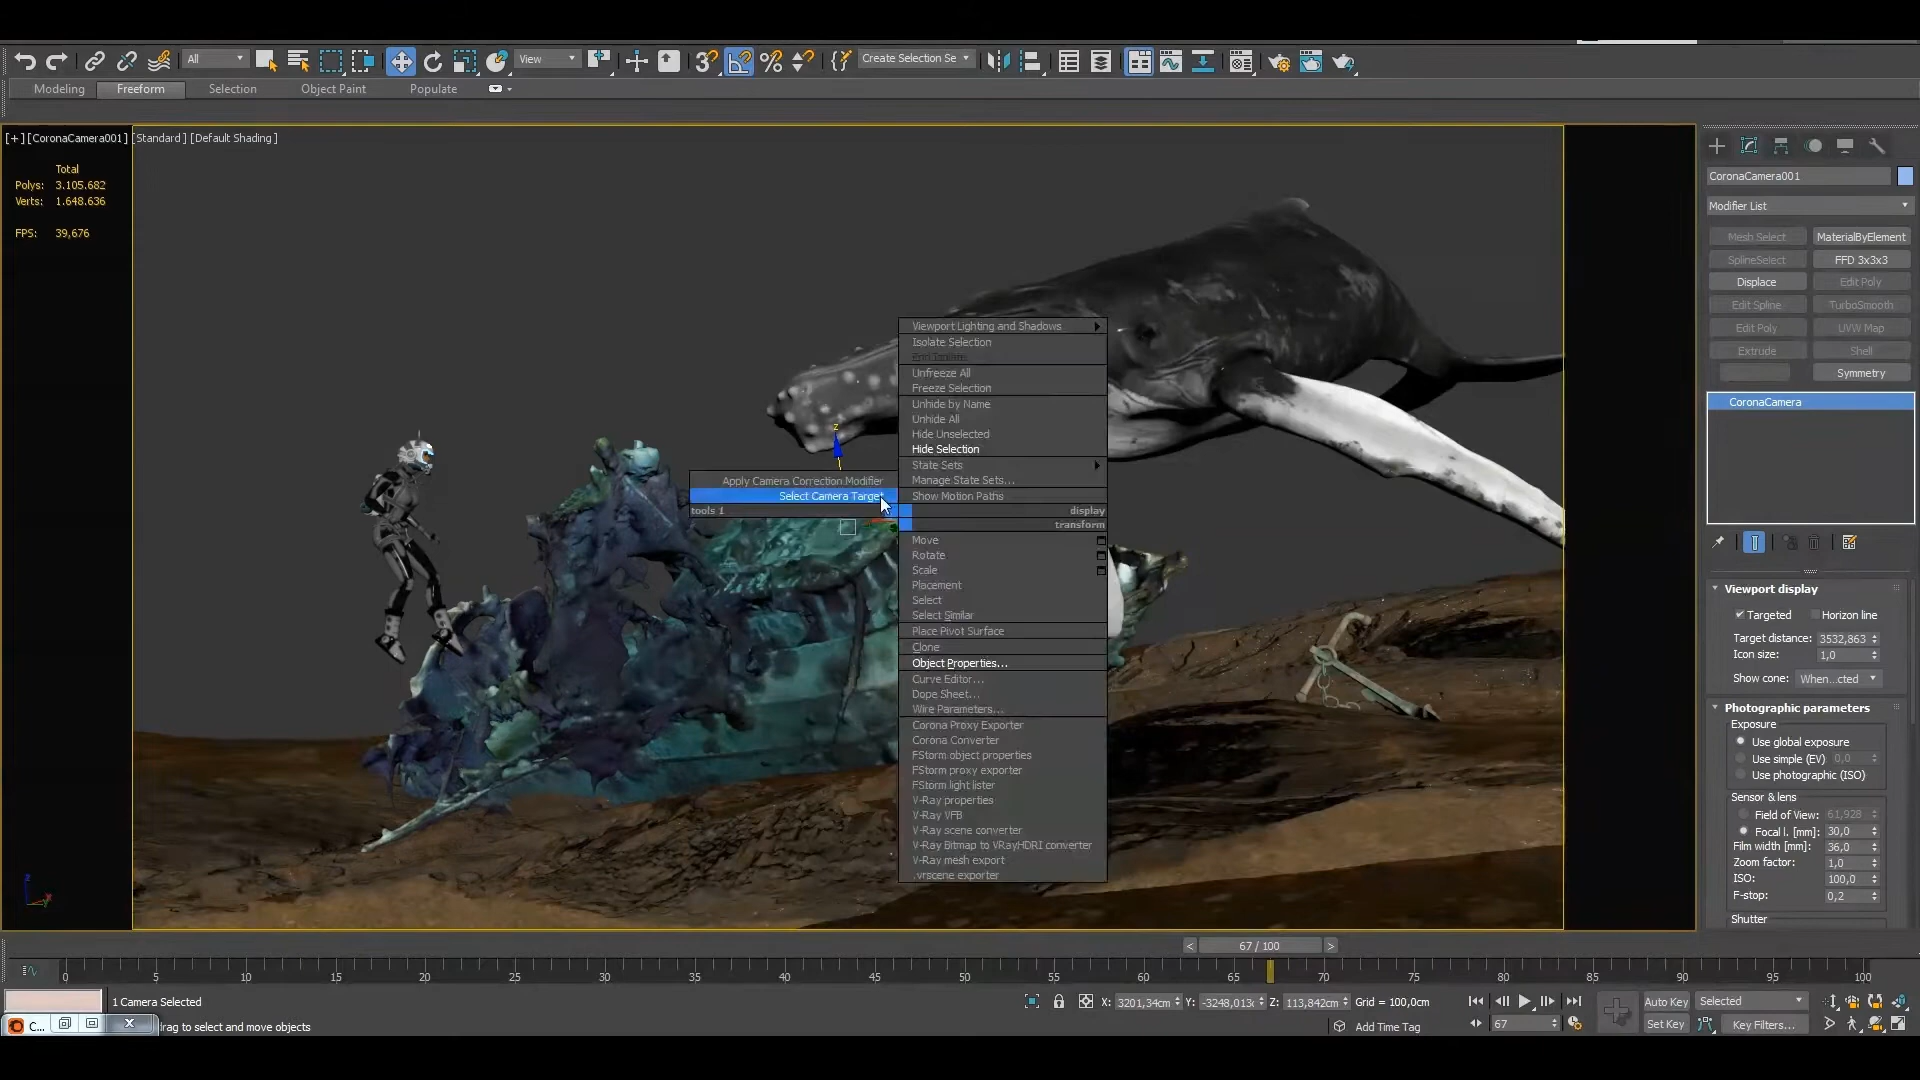 All
View
Create Selection Se
Modeling
Freeform
Selection
Object Paint
Populate
[+] [CoronaCamera001] [Standard] [Default Shading]
Total
Polys: 3.105.682
Verts: 1.648.636
FPS: 39,676
Viewport Lighting and Shadows
Isolate Selection
End Isolate
Unfreeze All
Freeze Selection
Unhide by Name
Unhide All
Hide Unselected
Hide Selection
State Sets
Manage State Sets...
Show Motion Paths
Apply Camera Correction Modifier
Select Camera Target
tools 1
display
transform
Move
Rotate
Scale
Placement
Select
Select Similar
Place Pivot Surface
Clone
Object Properties...
Curve Editor...
Dope Sheet...
Wire Parameters...
Corona Proxy Exporter
Corona Converter
FStorm object properties
FStorm proxy exporter
FStorm light lister
V-Ray properties
V-Ray VFB
V-Ray scene converter
V-Ray Bitmap to VRayHDRI converter
V-Ray mesh export
.vrscene exporter
z
CoronaCamera001
Modifier List
Mesh Select
MaterialByElement
SplineSelect
FFD 3x3x3
Displace
Edit Poly
Edit Spline
TurboSmooth
Edit Poly
UVW Map
Extrude
Shell
Symmetry
CoronaCamera
Viewport display
Targeted
Horizon line
Target distance: 3532,863
Icon size: 1,0
Show cone: When...cted
Photographic parameters
Exposure
Use global exposure
Use simple (EV) 0,0
Use photographic (ISO)
Sensor & lens
Field of View: 61,928
Focal l. [mm] 30,0
Film width [mm] 36,0
Zoom factor: 1,0
ISO: 100,0
F-stop: 0,2
Shutter
< 67 / 100 >
0 5 10 15 20 25 30 35 40 45 50 55 60 65 70 75 80 85 90 95 100
1 Camera Selected
X: 3201,34cm Y: -3248,013c Z: 113,842cm Grid = 100,0cm
Auto Key
Selected
C...
drag to select and move objects
Add Time Tag
67
Set Key
Key Filters...